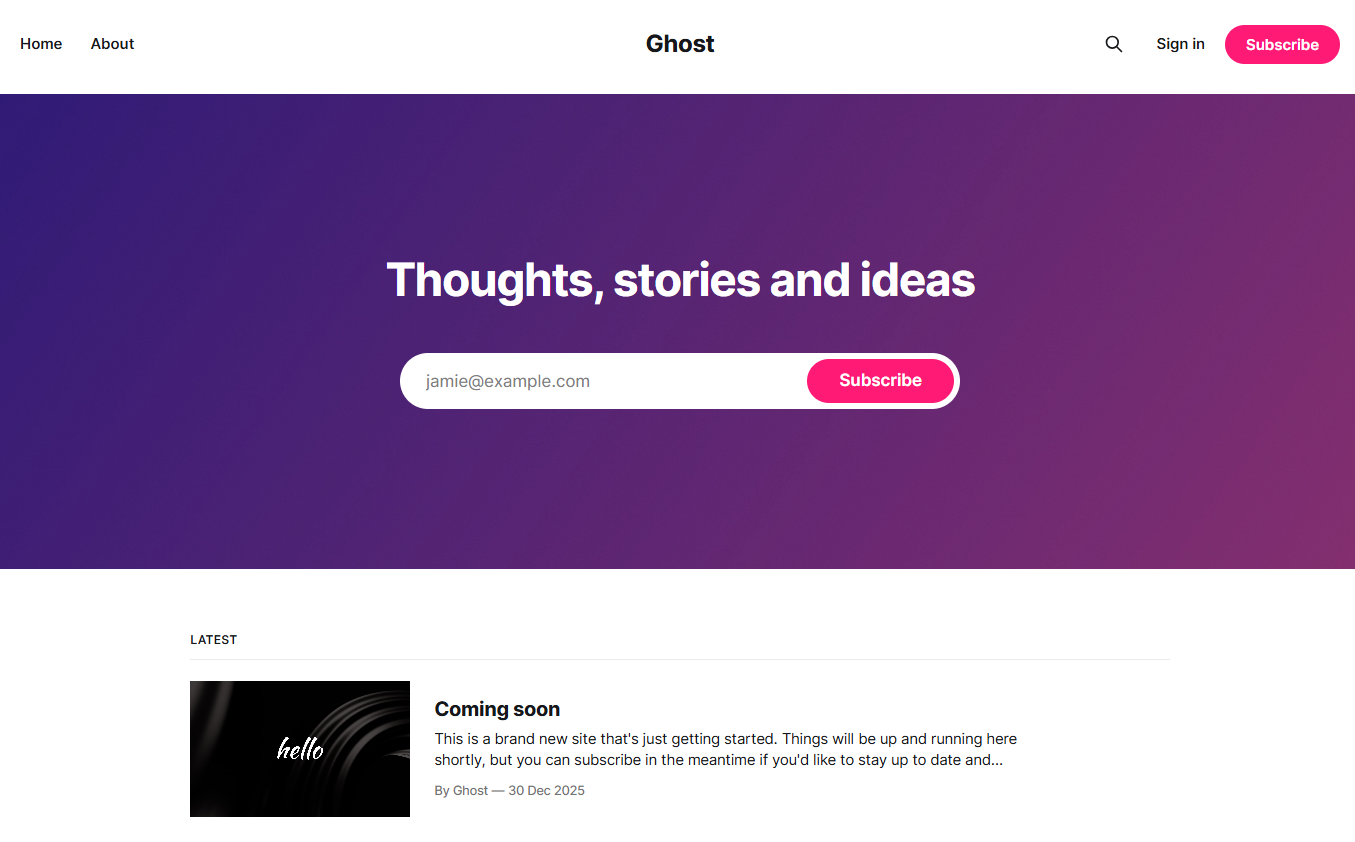 Home
About
Ghost
Sign in
Subscribe
Thoughts, stories and ideas
jamie@example.com
Subscribe
LATEST
hello
Coming soon
This is a brand new site that's just getting started. Things will be up and running here
shortly, but you can subscribe in the meantime if you'd like to stay up to date and...
By Ghost — 30 Dec 2025